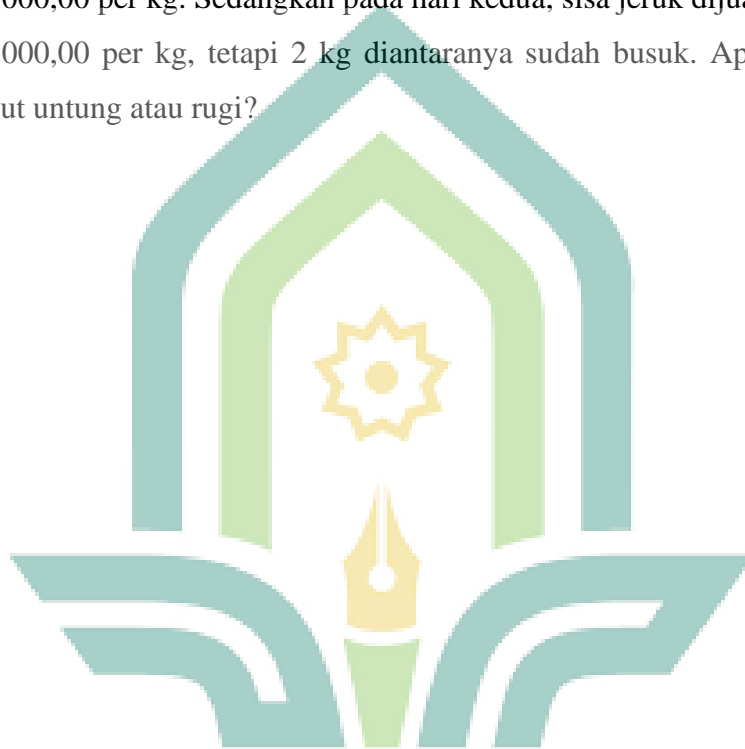 000,00 per kg. Sedangkan pada hari kedua, sisa jeruk dijua
000,00 per kg, tetapi 2 kg diantaranya sudah busuk. Ap
ut untung atau rugi?